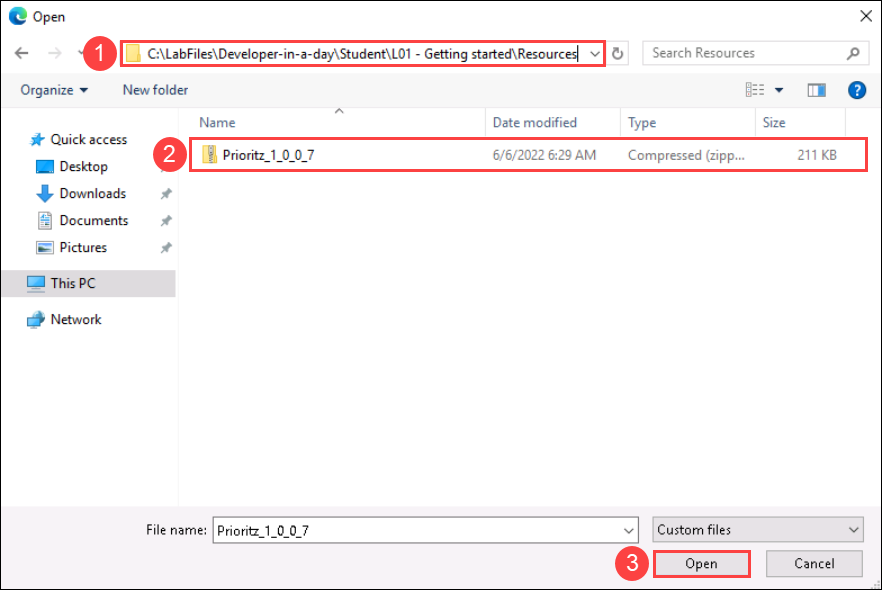 Open
1
C:\LabFiles\Developer-in-a-day\Student\L01 - Getting started\Resources
Search Resources
Organize
New folder
?
Name
Date modified
Type
Size
Quick access
Desktop
Downloads
Documents
Pictures
This PC
Network
2
Prioritz_1_0_0_7
6/6/2022 6:29 AM
Compressed (zipp...
211 KB
File name:
Prioritz_1_0_0_7
Custom files
3
Open
Cancel